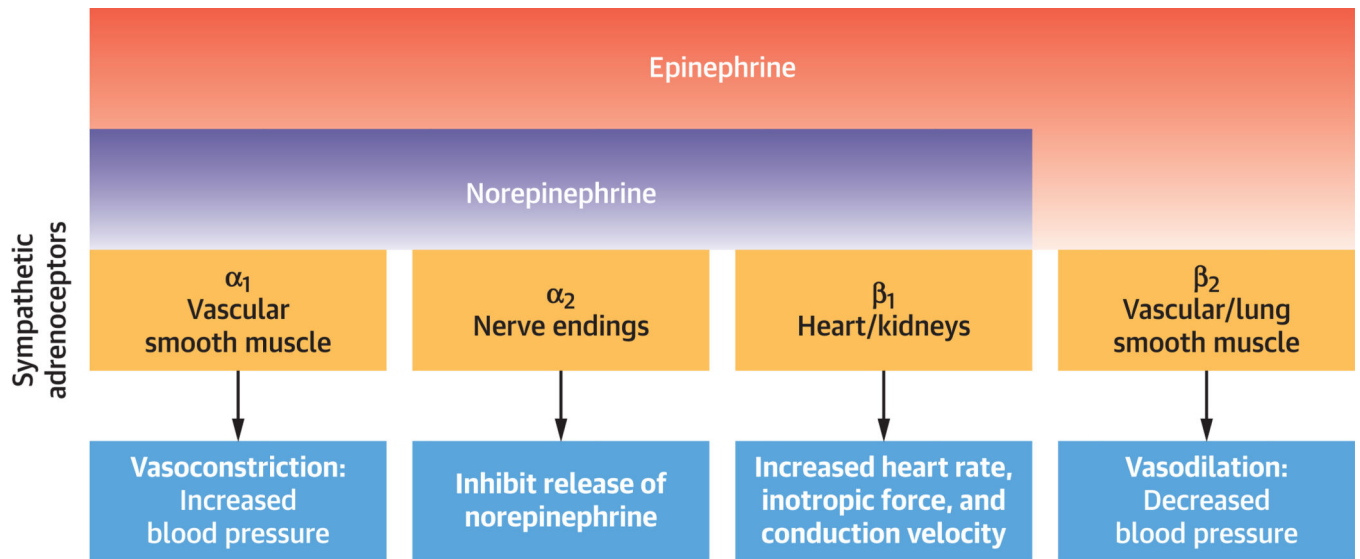 Epinephrine
Norepinephrine
Sympathetic
adrenoceptors
α₁
Vascular
smooth muscle
α₂
Nerve endings
β₁
Heart/kidneys
β₂
Vascular/lung
smooth muscle
Vasoconstriction:
Increased
blood pressure
Inhibit release of
norepinephrine
Increased heart rate,
inotropic force, and
conduction velocity
Vasodilation:
Decreased
blood pressure